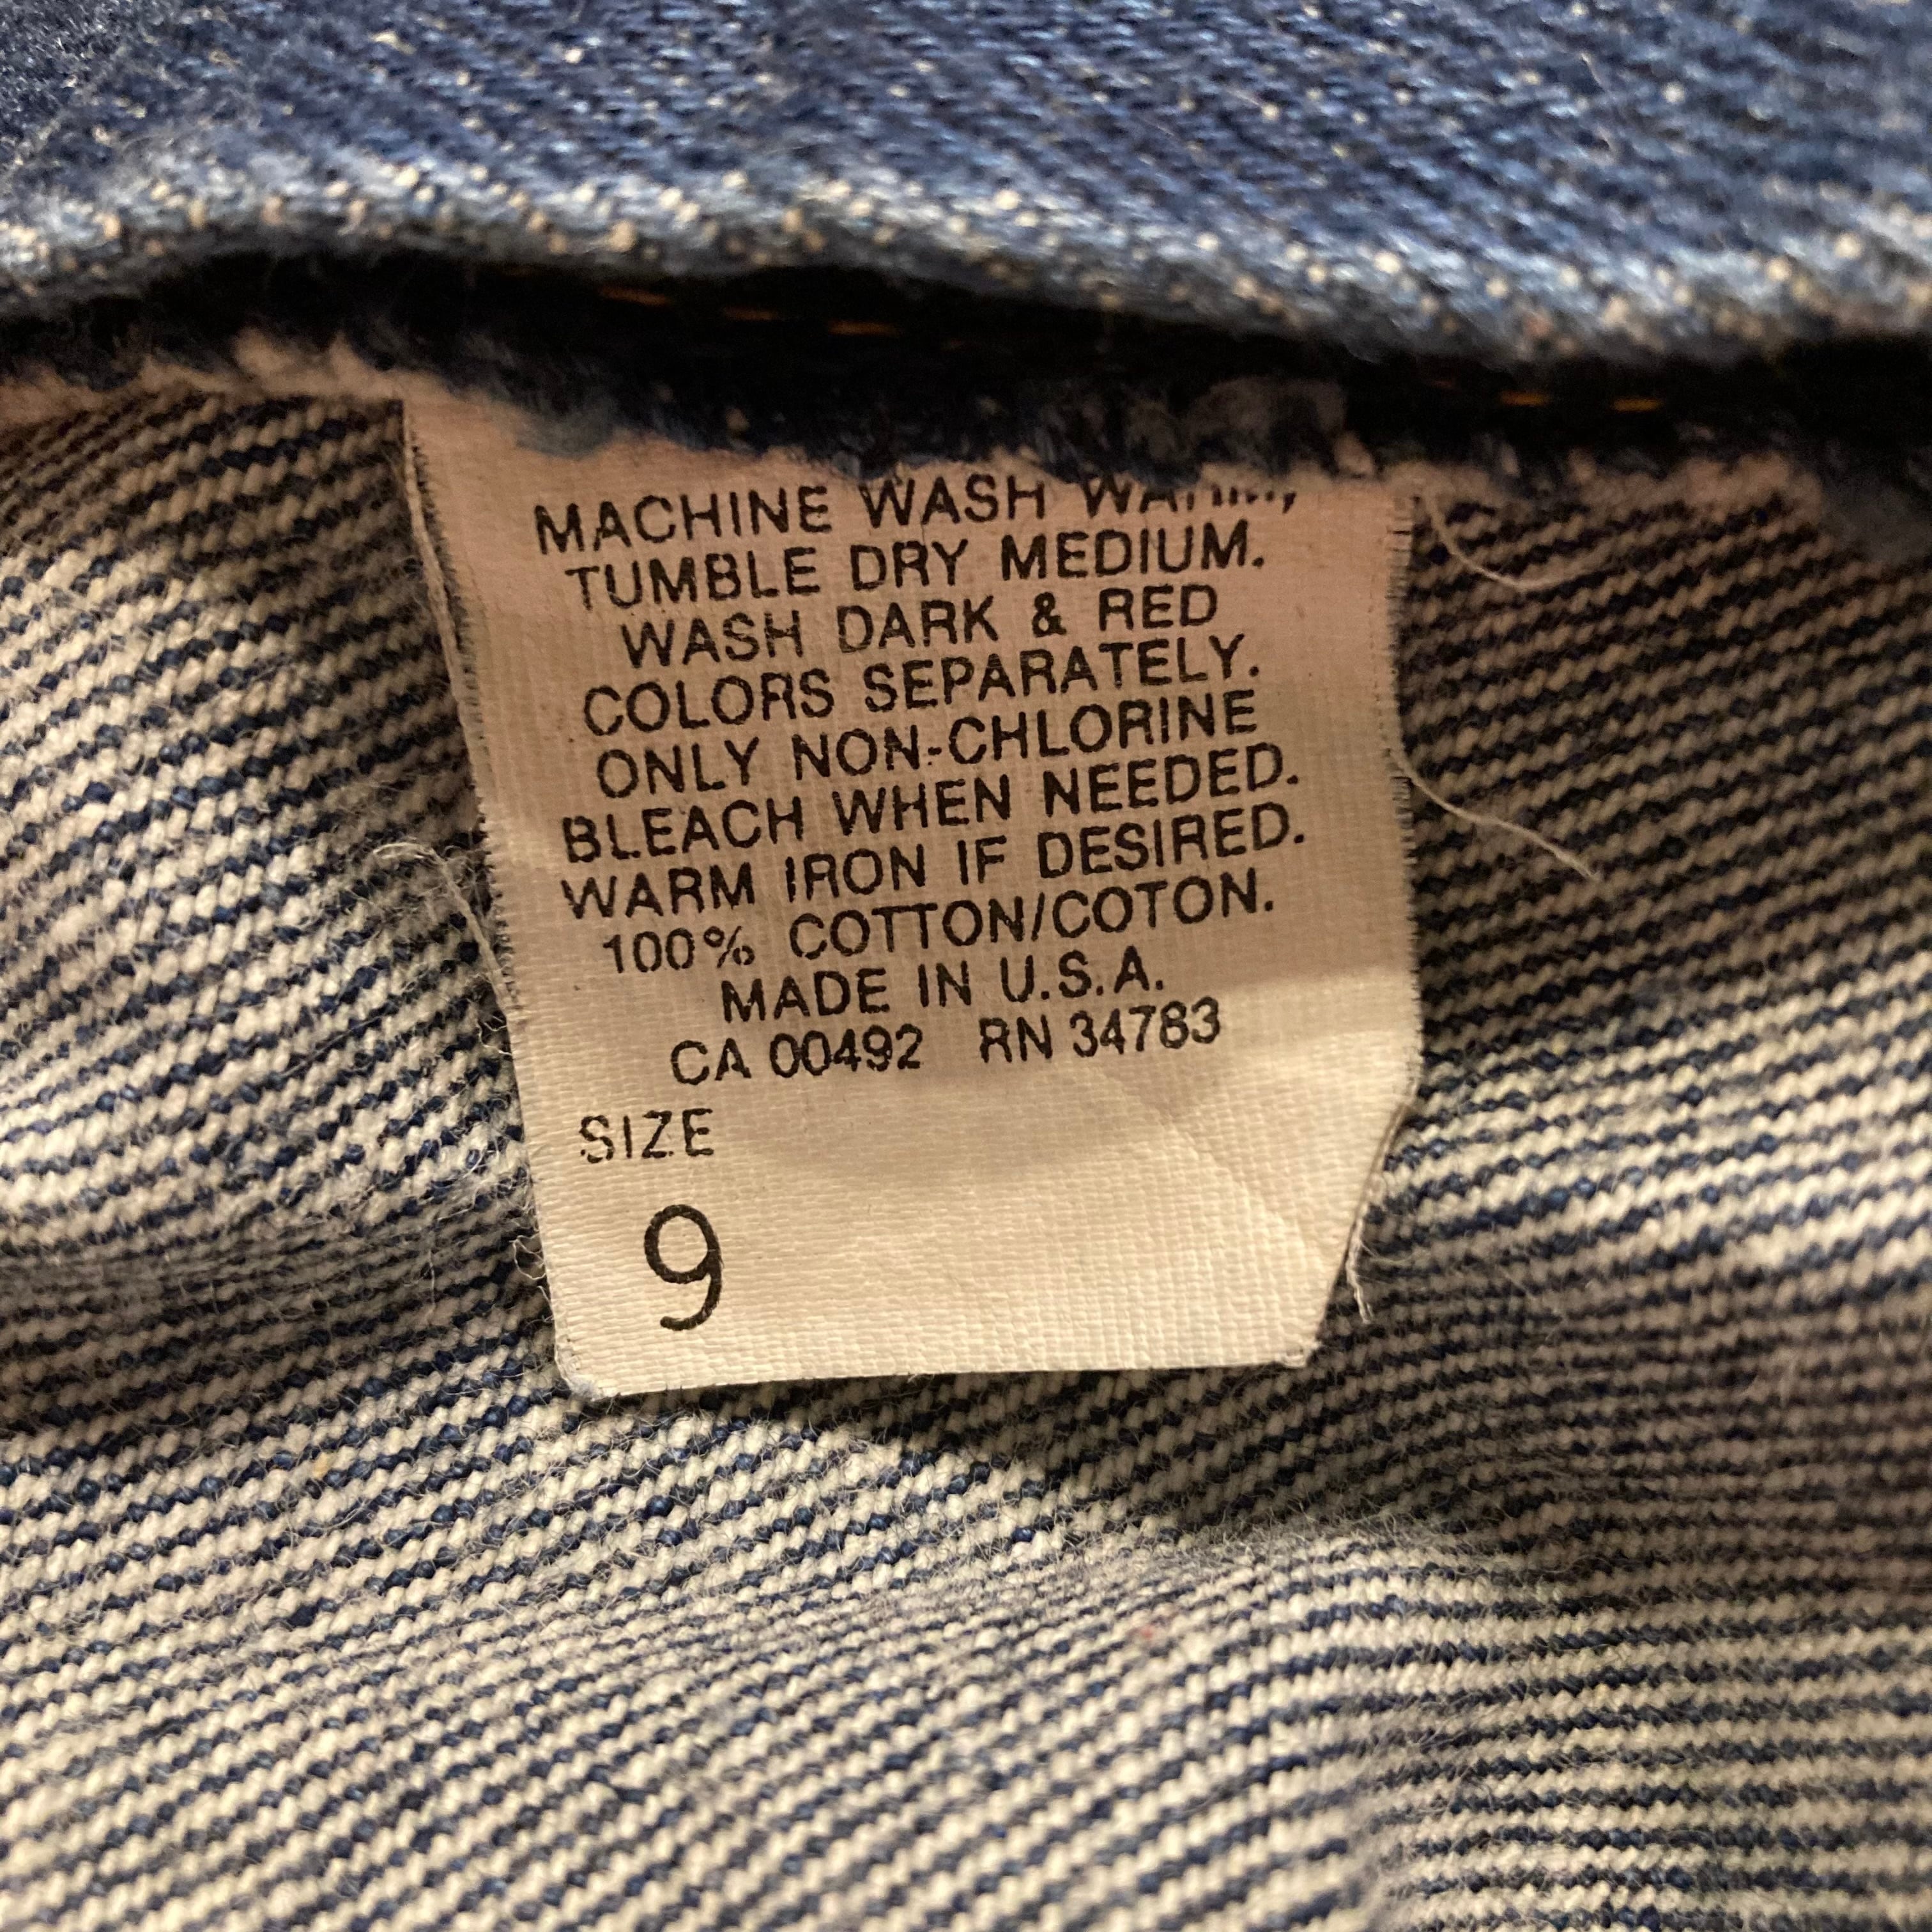 MACHINE WASH WARM,
TUMBLE DRY MEDIUM.
WASH DARK & RED
COLORS SEPARATELY.
ONLY NON-CHLORINE
BLEACH WHEN NEEDED.
WARM IRON IF DESIRED.
100% COTTON/COTON.
MADE IN U.S.A.
CA 00492 RN 34783
SIZE
9